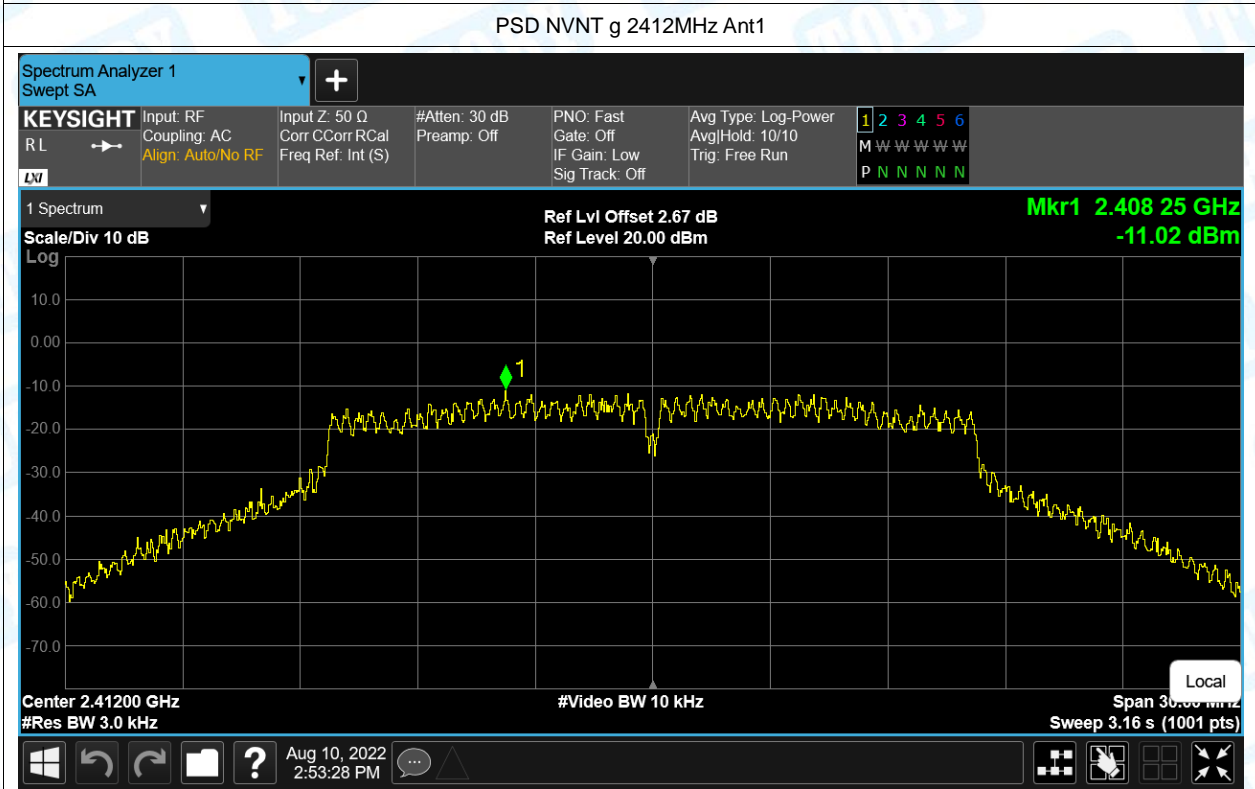 PSD NVNT g 2412MHz Ant1
Spectrum Analyzer 1
Swept SA
KEYSIGHT
R L
LXI
Input: RF
Coupling: AC
Align: Auto/No RF
Input Z: 50 Ω
Corr CCorr RCal
Freq Ref: Int (S)
#Atten: 30 dB
Preamp: Off
PNO: Fast
Gate: Off
IF Gain: Low
Sig Track: Off
Avg Type: Log-Power
Avg|Hold: 10/10
Trig: Free Run
1 2 3 4 5 6
M W W W W W
P N N N N N
1 Spectrum
Scale/Div 10 dB
Ref Lvl Offset 2.67 dB
Ref Level 20.00 dBm
Mkr1 2.408 25 GHz
-11.02 dBm
Log
10.0
0.00
-10.0
-20.0
-30.0
-40.0
-50.0
-60.0
-70.0
1
Center 2.41200 GHz
#Res BW 3.0 kHz
#Video BW 10 kHz
Local
Span 30.00 MHz
Sweep 3.16 s (1001 pts)
?
Aug 10, 2022
2:53:28 PM